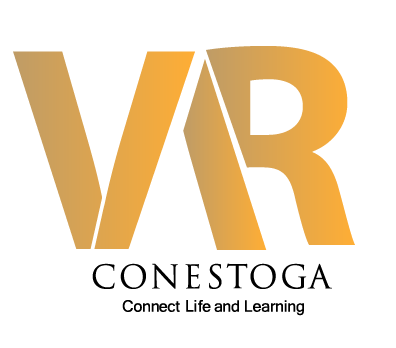 VR
CONESTOGA
Connect Life and Learning